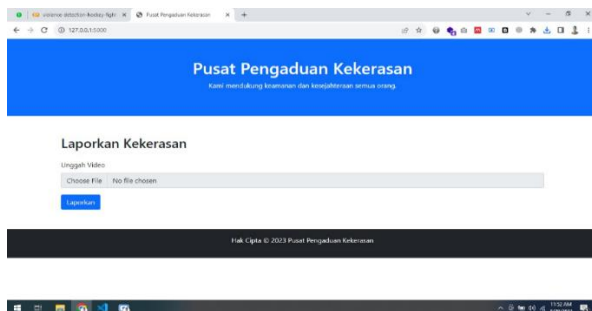 violence detection-hockey-fight
Pusat Pengaduan Kekerasan
127.0.0.1:5000
Pusat Pengaduan Kekerasan
Kami mendukung keamanan dan kesejahteraan semua orang.
Laporkan Kekerasan
Unggah Video
Choose File No file chosen
Laporkan
Hak Cipta © 2023 Pusat Pengaduan Kekerasan
11:52 AM